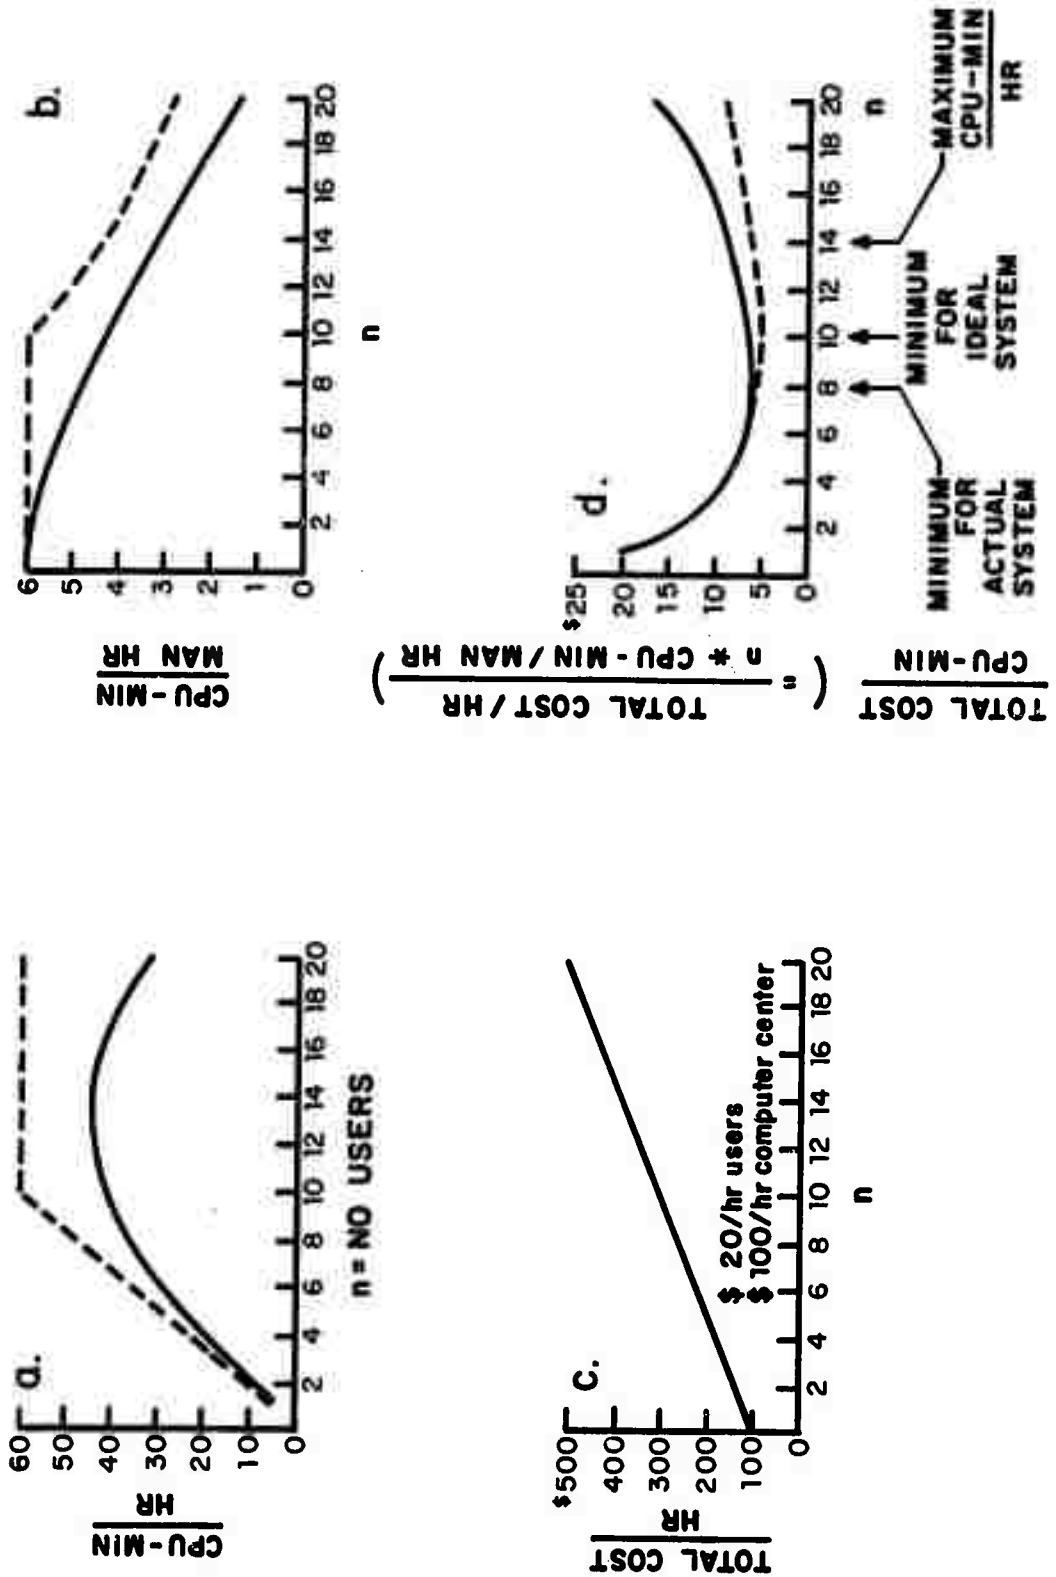 a.
CPU-MIN
HR
60
50
40
30
20
10
0
2 4 6 8 10 12 14 16 18 20
n = NO USERS
b.
CPU-MIN
MAN HR
6
5
4
3
2
1
0
2 4 6 8 10 12 14 16 18 20
n
c.
TOTAL COST
HR
$500
400
300
200
100
0
$ 20/hr users
$ 100/hr computer center
2 4 6 8 10 12 14 16 18 20
n
d.
TOTAL COST
CPU-MIN
( = TOTAL COST / HR
n * CPU-MIN / MAN HR )
$25
20
15
10
5
0
2 4 6 8 10 12 14 16 18 20
n
MINIMUM
FOR
ACTUAL
SYSTEM
MINIMUM
FOR
IDEAL
SYSTEM
MAXIMUM
CPU-MIN
HR